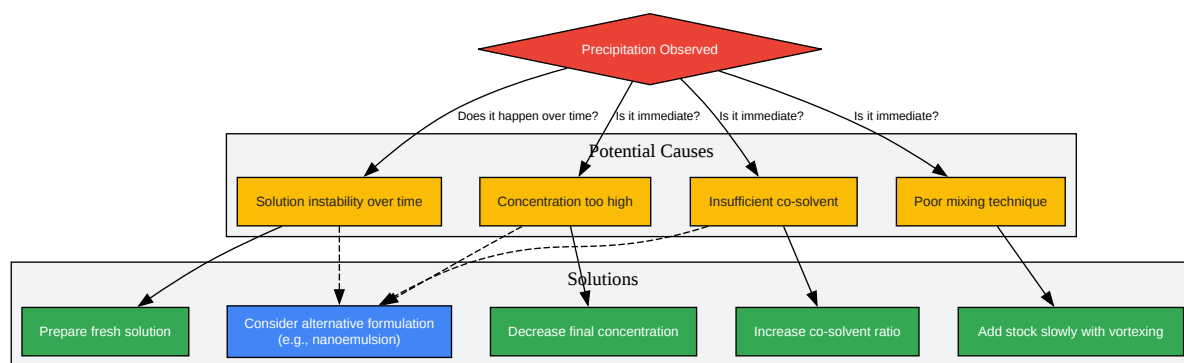 Precipitation Observed
Does it happen over time?
Is it immediate?
Is it immediate?
Is it immediate?
Potential Causes
Solution instability over time
Concentration too high
Insufficient co-solvent
Poor mixing technique
Solutions
Prepare fresh solution
Consider alternative formulation
(e.g., nanoemulsion)
Decrease final concentration
Increase co-solvent ratio
Add stock slowly with vortexing